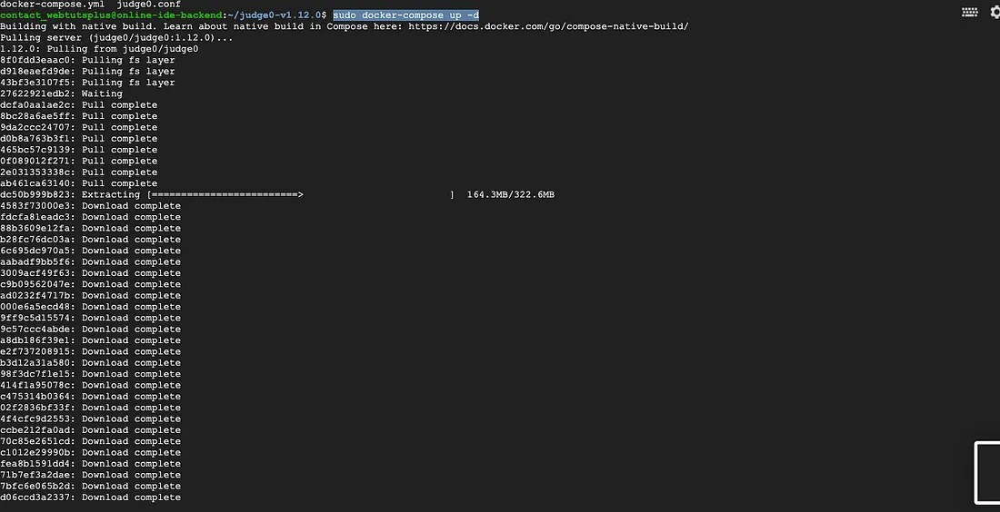 docker-compose.yml  judge0.conf
contact_webtutsplus@online-ide-backend:~/judge0-v1.12.0$ sudo docker-compose up -d
Building with native build. Learn about native build in Compose here: https://docs.docker.com/go/compose-native-build/
Pulling server (judge0/judge0:1.12.0)...
1.12.0: Pulling from judge0/judge0
8f0fdd3eaac0: Pulling fs layer
d918eaefd9de: Pulling fs layer
43bf3e3107f5: Pulling fs layer
27622921edb2: Waiting
dcfa0aa1ae2c: Pull complete
8bc28a6ae5ff: Pull complete
9da2ccc24707: Pull complete
d0b8a763b3f1: Pull complete
465bc57c9139: Pull complete
0f089012f271: Pull complete
2e031353338c: Pull complete
ab461ca63140: Pull complete
dc50b999b823: Extracting [==========================>                         ]  164.3MB/322.6MB
4583f73000e3: Download complete
fdcfa81eadc3: Download complete
88b3609e12fa: Download complete
b28fc76dc03a: Download complete
6c695dc970a5: Download complete
aabadf9bb5f6: Download complete
3009acf49f63: Download complete
c9b09562047e: Download complete
ad0232f4717b: Download complete
000e6a5ecd48: Download complete
9ff9c5d15574: Download complete
9c57ccc4abde: Download complete
a8db186f39e1: Download complete
e2f737208915: Download complete
b3d12a31a580: Download complete
98f3dc7f1e15: Download complete
414f1a95078c: Download complete
c475314b0364: Download complete
02f2836bf33f: Download complete
4f4cfc9d2553: Download complete
ccbe212fa0ad: Download complete
70c85e2651cd: Download complete
c1012e29990b: Download complete
fea8b1591dd4: Download complete
71b7ef3a2dae: Download complete
7bfc6e065b2d: Download complete
d06ccd3a2337: Download complete